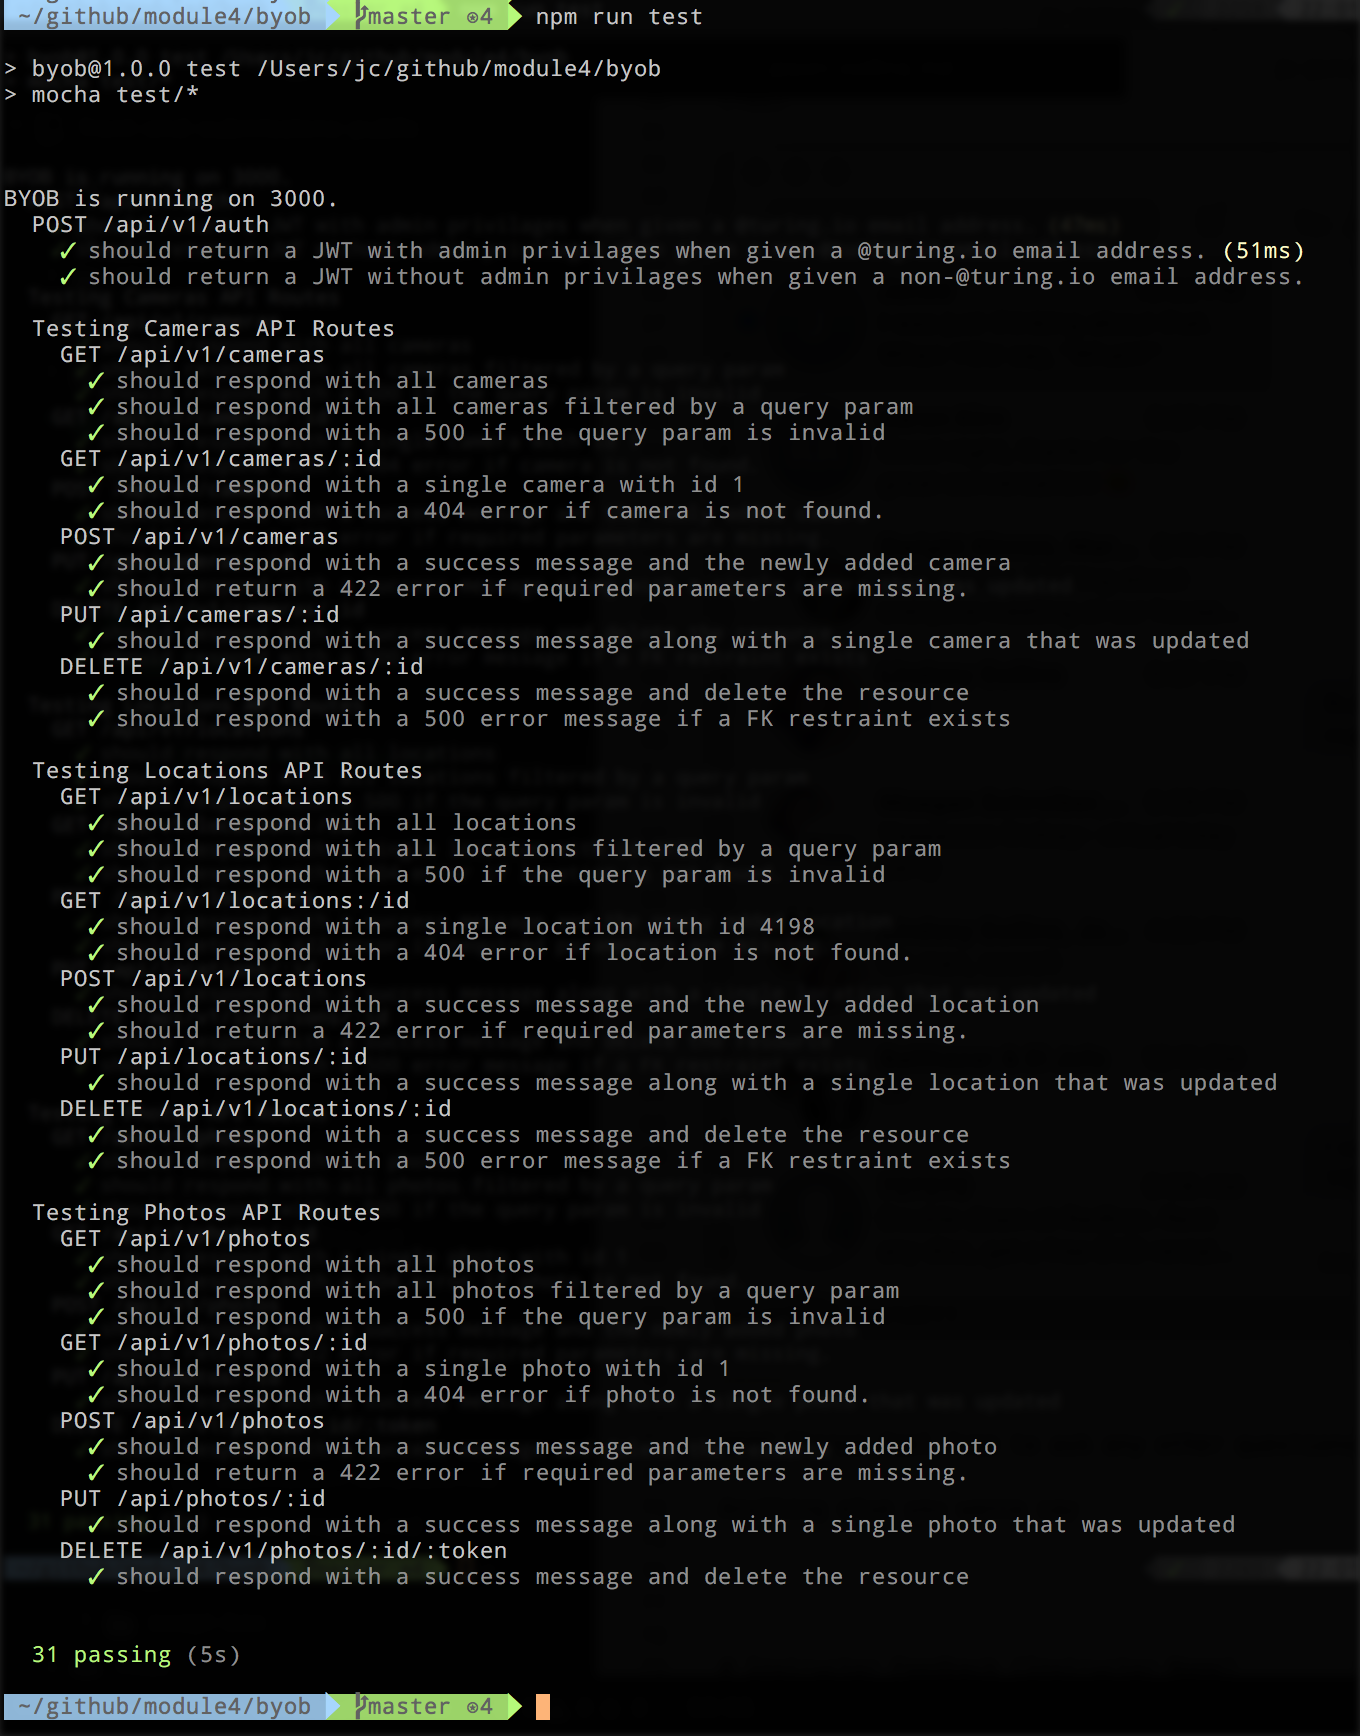 ~/github/module4/byob master ⍟4 npm run test
> byob@1.0.0 test /Users/jc/github/module4/byob
> mocha test/*
BYOB is running on 3000.
POST /api/v1/auth
✓ should return a JWT with admin privilages when given a @turing.io email address. (51ms)
✓ should return a JWT without admin privilages when given a non-@turing.io email address.
Testing Cameras API Routes
GET /api/v1/cameras
✓ should respond with all cameras
✓ should respond with all cameras filtered by a query param
✓ should respond with a 500 if the query param is invalid
GET /api/v1/cameras/:id
✓ should respond with a single camera with id 1
✓ should respond with a 404 error if camera is not found.
POST /api/v1/cameras
✓ should respond with a success message and the newly added camera
✓ should return a 422 error if required parameters are missing.
PUT /api/cameras/:id
✓ should respond with a success message along with a single camera that was updated
DELETE /api/v1/cameras/:id
✓ should respond with a success message and delete the resource
✓ should respond with a 500 error message if a FK restraint exists
Testing Locations API Routes
GET /api/v1/locations
✓ should respond with all locations
✓ should respond with all locations filtered by a query param
✓ should respond with a 500 if the query param is invalid
GET /api/v1/locations:/id
✓ should respond with a single location with id 4198
✓ should respond with a 404 error if location is not found.
POST /api/v1/locations
✓ should respond with a success message and the newly added location
✓ should return a 422 error if required parameters are missing.
PUT /api/locations/:id
✓ should respond with a success message along with a single location that was updated
DELETE /api/v1/locations/:id
✓ should respond with a success message and delete the resource
✓ should respond with a 500 error message if a FK restraint exists
Testing Photos API Routes
GET /api/v1/photos
✓ should respond with all photos
✓ should respond with all photos filtered by a query param
✓ should respond with a 500 if the query param is invalid
GET /api/v1/photos/:id
✓ should respond with a single photo with id 1
✓ should respond with a 404 error if photo is not found.
POST /api/v1/photos
✓ should respond with a success message and the newly added photo
✓ should return a 422 error if required parameters are missing.
PUT /api/photos/:id
✓ should respond with a success message along with a single photo that was updated
DELETE /api/v1/photos/:id/:token
✓ should respond with a success message and delete the resource
31 passing (5s)
~/github/module4/byob master ⍟4